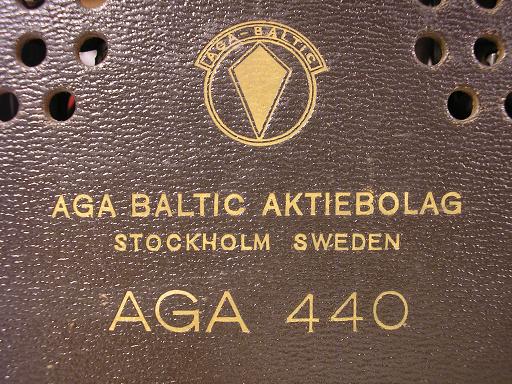 AGA-BALTIC
AGA BALTIC AKTIEBOLAG
STOCKHOLM SWEDEN
AGA 440